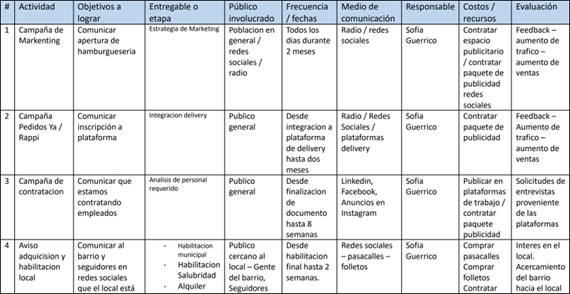 # Actividad Objetivos a lograr Entregable o etapa Público involucrado Frecuencia / fechas Medio de comunicación Responsable Costos / recursos Evaluación
1 Campaña de Marketing
Comunicar apertura de hamburgueseria
Estrategia de Marketing
Poblacion en general / redes sociales / radio
Todos los dias durante 2 meses
Radio / redes sociales
Sofia Guerrico
Contratar espacio publicitario / contratar paquete de publicidad redes sociales
Feedback – aumento de trafico – aumento de ventas
2 Campaña Pedidos Ya / Rappi
Comunicar inscripción a plataforma
Integracion delivery
Publico general
Desde integracion a plataforma de delivery hasta dos meses
Radio / Redes Sociales / plataformas delivery
Sofia Guerrico
Contratar paquete de publicidad
Feedback – Aumento de trafico – aumento de ventas
3 Campaña de contratacion
Comunicar que estamos contratando empleados
Analisis de personal requerido
Publico general
Desde finalizacion de documento hasta 8 semanas
Linkedin, Facebook, Anuncios en Instagram
Sofia Guerrico
Publicar en plataformas de trabajo / contratar paquete publicidad
Solicitudes de entrevistas proveniente de las plataformas
4 Aviso adquicision y habilitacion local
Comunicar al barrio y seguidores en redes sociales que el local está
- Habilitacion municipal
- Habilitacion Salubridad
- Alquiler
Publico cercano al local – Gente del barrio, Seguidores
Desde habilitacion final hasta 2 semanas.
Redes sociales – pasacalles – folletos
Sofia Guerrico
Comprar pasacalles Comprar folletos Contratar
Interes en el local. Acercamiento del barrio hacia el local